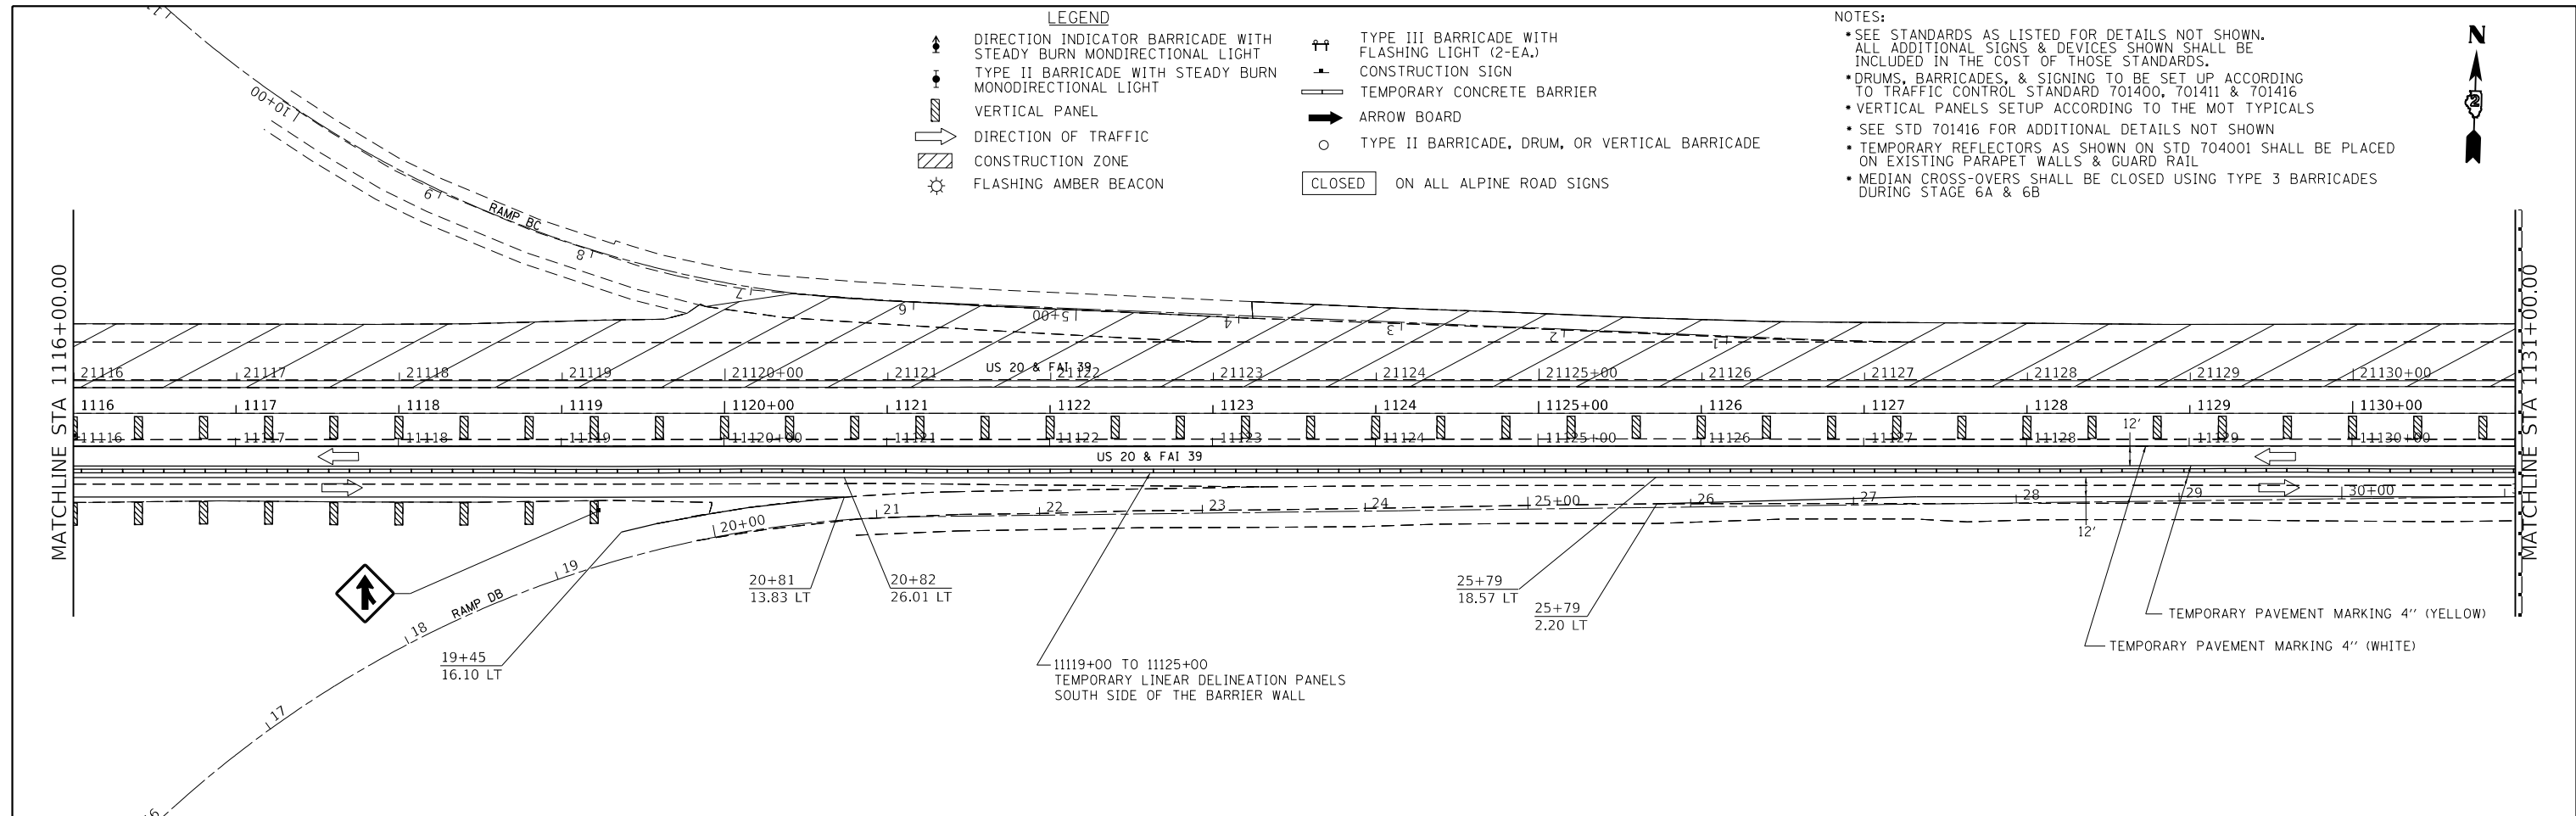 LEGEND
DIRECTION INDICATOR BARRICADE WITH
STEADY BURN MONDIRECTIONAL LIGHT
TYPE II BARRICADE WITH STEADY BURN
MONODIRECTIONAL LIGHT
VERTICAL PANEL
DIRECTION OF TRAFFIC
CONSTRUCTION ZONE
FLASHING AMBER BEACON
TYPE III BARRICADE WITH
FLASHING LIGHT (2-EA.)
CONSTRUCTION SIGN
TEMPORARY CONCRETE BARRIER
ARROW BOARD
TYPE II BARRICADE, DRUM, OR VERTICAL BARRICADE
CLOSED ON ALL ALPINE ROAD SIGNS
NOTES:
* SEE STANDARDS AS LISTED FOR DETAILS NOT SHOWN.
ALL ADDITIONAL SIGNS & DEVICES SHOWN SHALL BE
INCLUDED IN THE COST OF THOSE STANDARDS.
* DRUMS, BARRICADES, & SIGNING TO BE SET UP ACCORDING
TO TRAFFIC CONTROL STANDARD 701400, 701411 & 701416
* VERTICAL PANELS SETUP ACCORDING TO THE MOT TYPICALS
* SEE STD 701416 FOR ADDITIONAL DETAILS NOT SHOWN
* TEMPORARY REFLECTORS AS SHOWN ON STD 704001 SHALL BE PLACED
ON EXISTING PARAPET WALLS & GUARD RAIL
* MEDIAN CROSS-OVERS SHALL BE CLOSED USING TYPE 3 BARRICADES
DURING STAGE 6A & 6B
N
2
MATCHLINE STA 1116+00.00
MATCHLINE STA 1131+00.00
11
10+00
9
RAMP BC
8
7
6
5+00
4
3
2
1
US 20 & FAI 39
21116 21117 21118 21119 21120+00 21121 21122 21123 21124 21125+00 21126 21127 21128 21129 21130+00
1116 1117 1118 1119 1120+00 1121 1122 1123 1124 1125+00 1126 1127 1128 1129 1130+00
11116 11117 11118 11119 11120+00 11121 11122 11123 11124 11125+00 11126 11127 11128 11129 11130+00
12'
US 20 & FAI 39
16 17 18 19 20+00 21 22 23 24 25+00 26 27 28 29 30+00
12'
RAMP DB
20+81
13.83 LT
20+82
26.01 LT
25+79
18.57 LT
25+79
2.20 LT
19+45
16.10 LT
11119+00 TO 11125+00
TEMPORARY LINEAR DELINEATION PANELS
SOUTH SIDE OF THE BARRIER WALL
TEMPORARY PAVEMENT MARKING 4'' (YELLOW)
TEMPORARY PAVEMENT MARKING 4'' (WHITE)